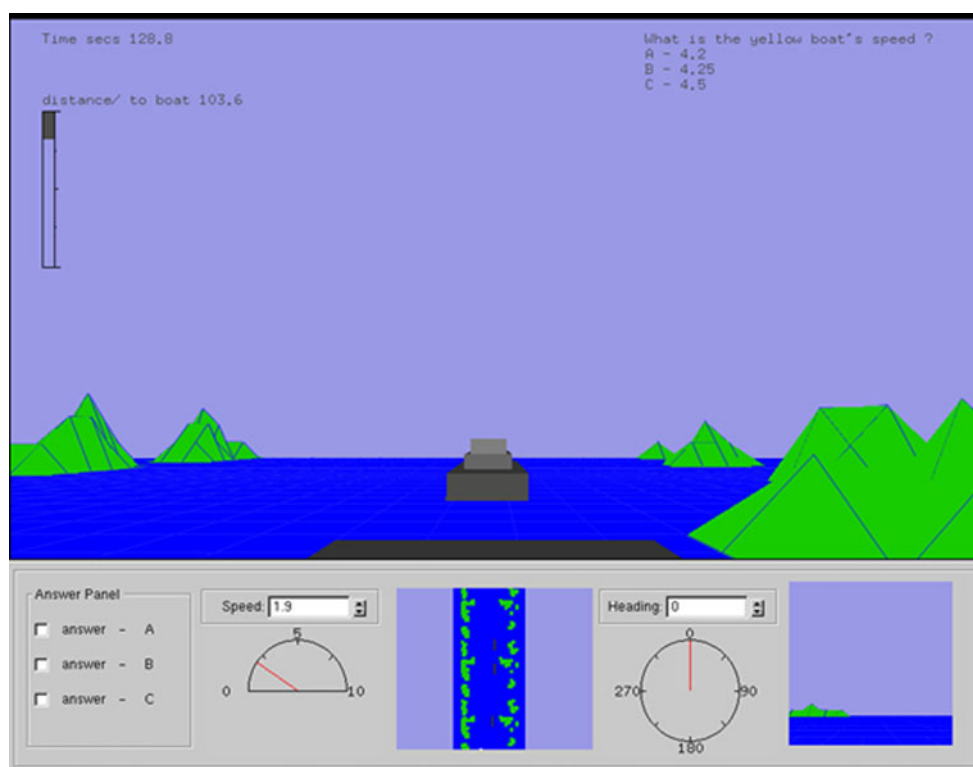 Time secs 128.8
What is the yellow boat's speed ?
A - 4.2
B - 4.25
C - 4.5
distance/ to boat 103.6
Answer Panel
answer - A
answer - B
answer - C
Speed: 1.9
5
0
10
Heading: 0
0
270
90
180